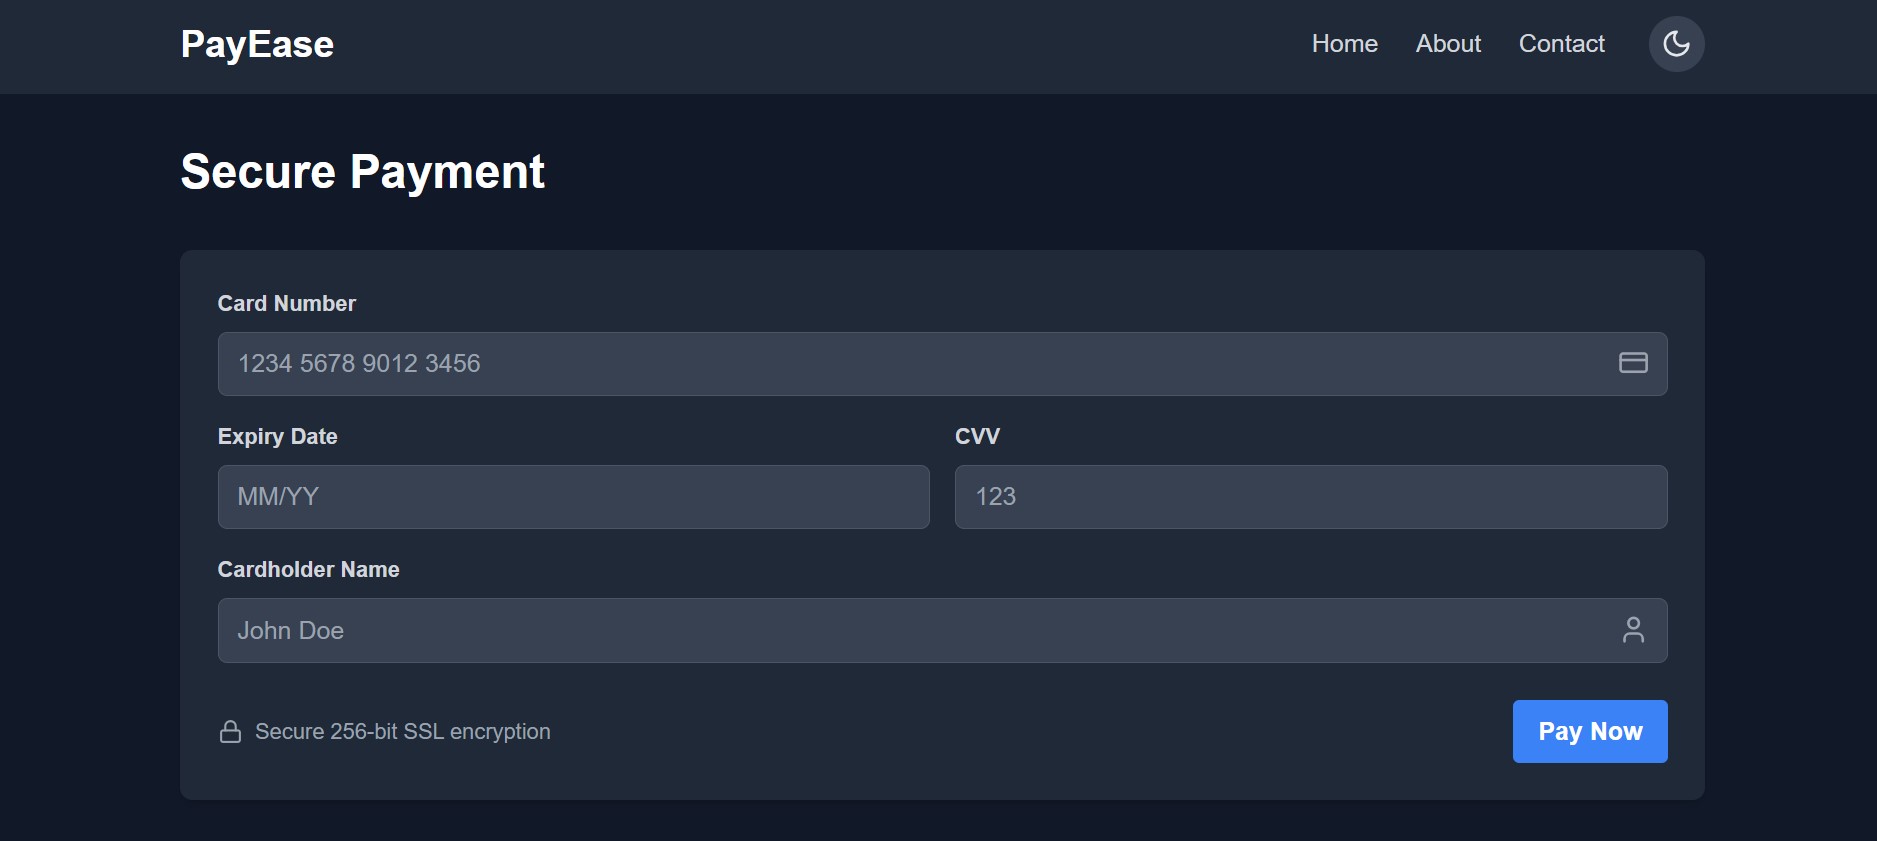 PayEase
Home About Contact
Secure Payment
Card Number
1234 5678 9012 3456
Expiry Date CVV
MM/YY 123
Cardholder Name
John Doe
Secure 256-bit SSL encryption Pay Now